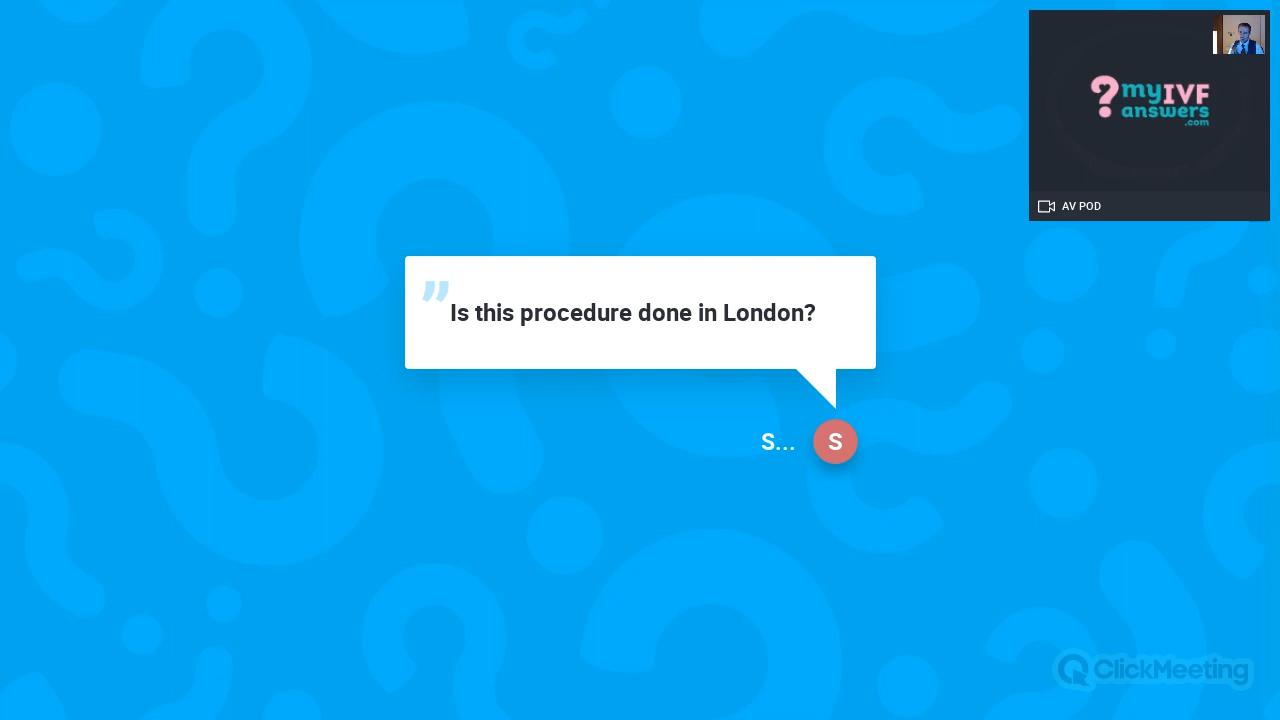 ?myIVF
answers
.com
AV POD
” Is this procedure done in London?
S... S
ClickMeeting